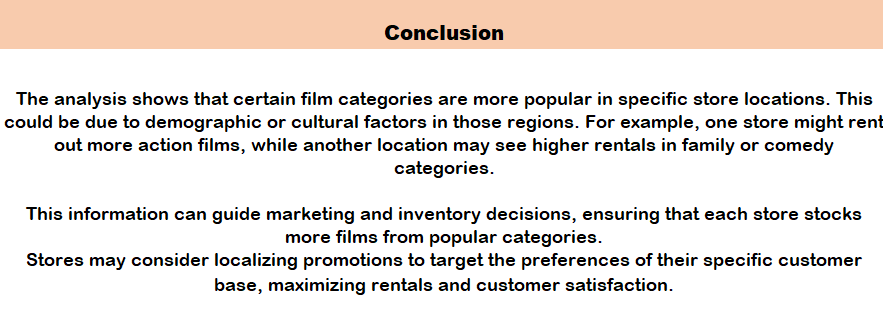 Conclusion
The analysis shows that certain film categories are more popular in specific store locations. This
could be due to demographic or cultural factors in those regions. For example, one store might rent
out more action films, while another location may see higher rentals in family or comedy
categories.
This information can guide marketing and inventory decisions, ensuring that each store stocks
more films from popular categories.
Stores may consider localizing promotions to target the preferences of their specific customer
base, maximizing rentals and customer satisfaction.